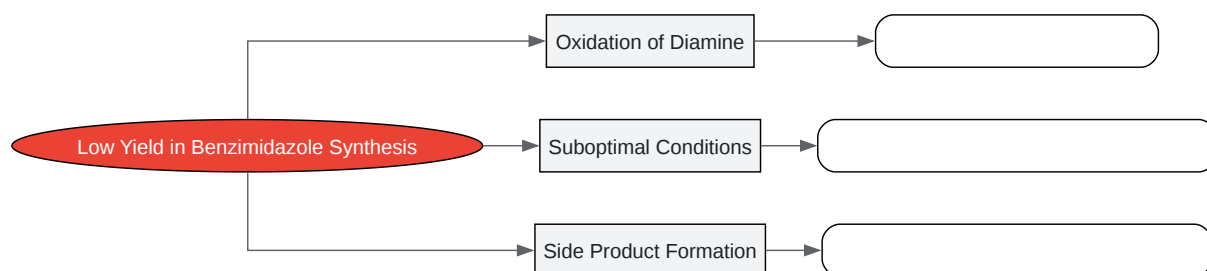 Oxidation of Diamine
Low Yield in Benzimidazole Synthesis
Suboptimal Conditions
Side Product Formation